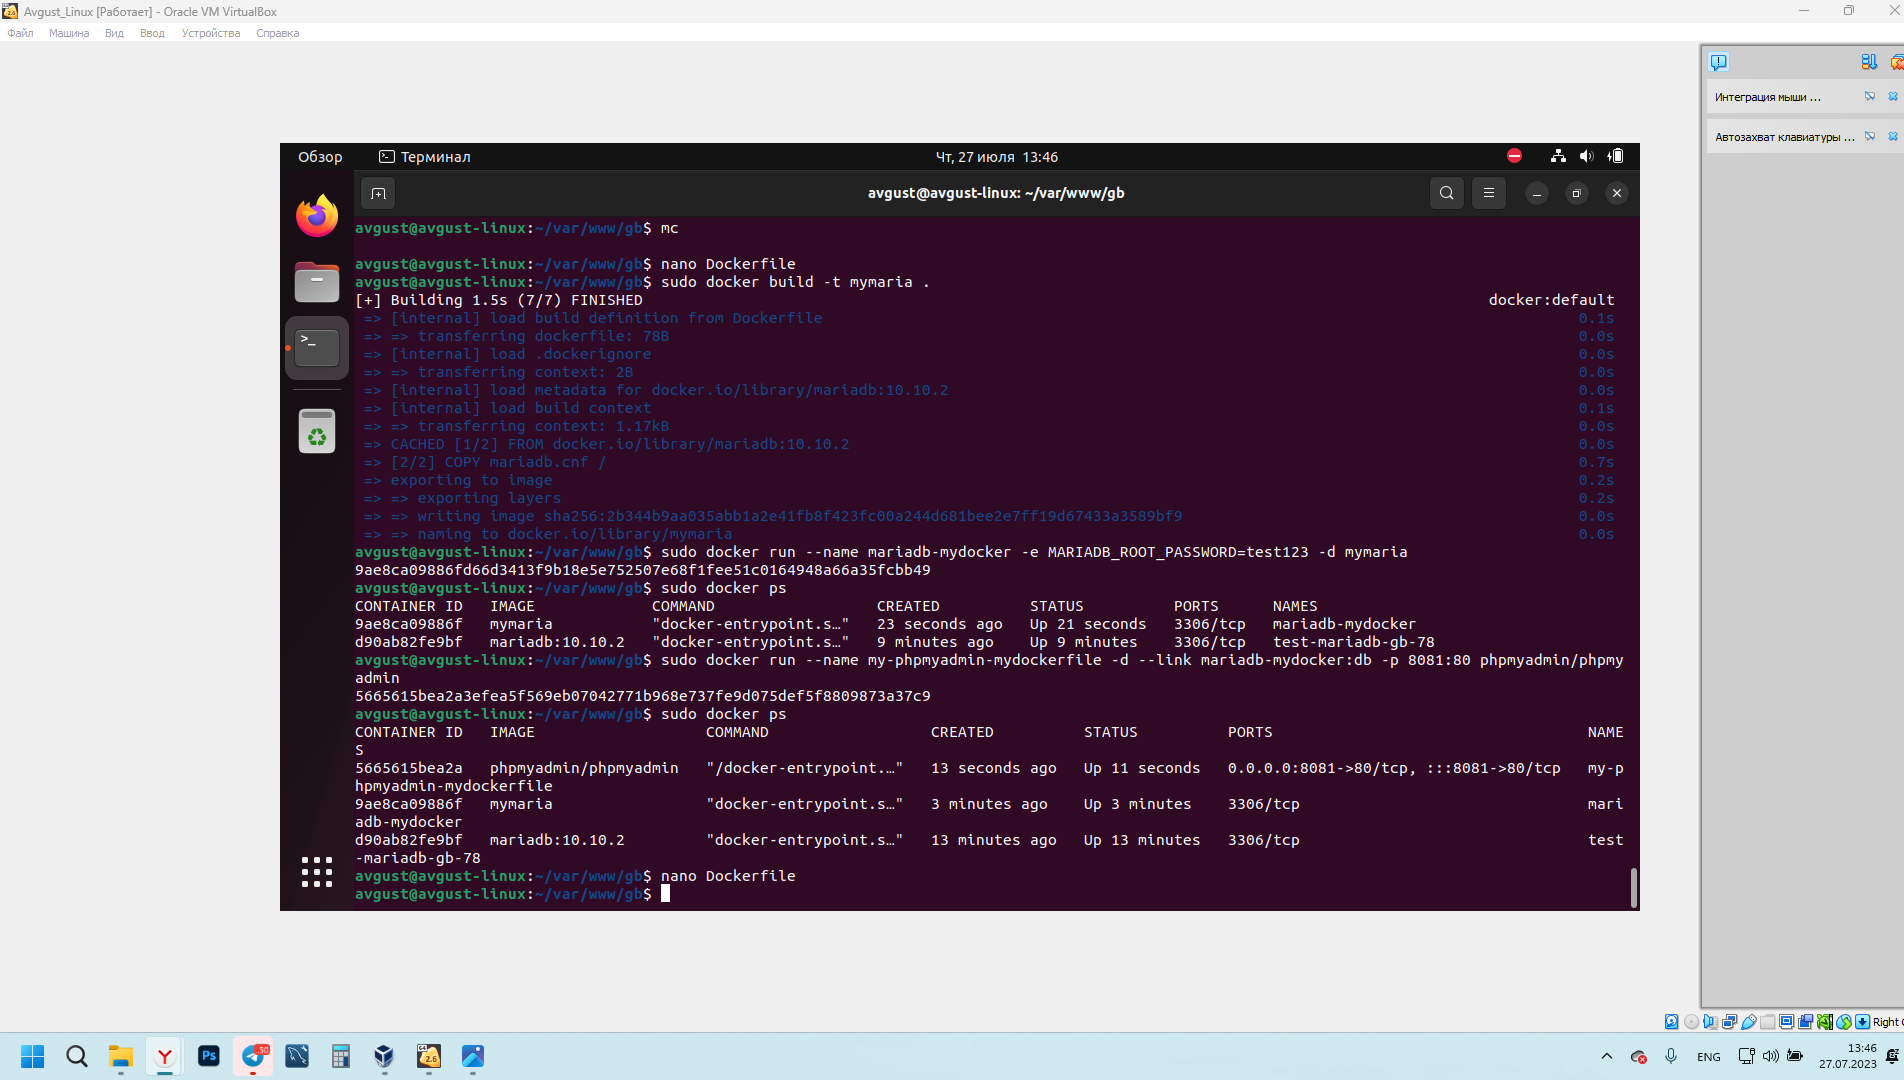 Avgust_Linux [Работает] - Oracle VM VirtualBox
Файл Машина Вид Ввод Устройства Справка
Интеграция мыши ...
Автозахват клавиатуры ...
Обзор Терминал Чт, 27 июля 13:46
avgust@avgust-linux: ~/var/www/gb
avgust@avgust-linux:~/var/www/gb$ mc
avgust@avgust-linux:~/var/www/gb$ nano Dockerfile
avgust@avgust-linux:~/var/www/gb$ sudo docker build -t mymaria .
[+] Building 1.5s (7/7) FINISHED docker:default
=> [internal] load build definition from Dockerfile 0.1s
=> => transferring dockerfile: 78B 0.0s
=> [internal] load .dockerignore 0.0s
=> => transferring context: 2B 0.0s
=> [internal] load metadata for docker.io/library/mariadb:10.10.2 0.0s
=> [internal] load build context 0.1s
=> => transferring context: 1.17kB 0.0s
=> CACHED [1/2] FROM docker.io/library/mariadb:10.10.2 0.0s
=> [2/2] COPY mariadb.cnf / 0.7s
=> exporting to image 0.2s
=> => exporting layers 0.2s
=> => writing image sha256:2b344b9aa035abb1a2e41fb8f423fc00a244d681bee2e7ff19d67433a3589bf9 0.0s
=> => naming to docker.io/library/mymaria 0.0s
avgust@avgust-linux:~/var/www/gb$ sudo docker run --name mariadb-mydocker -e MARIADB_ROOT_PASSWORD=test123 -d mymaria
9ae8ca09886fd66d3413f9b18e5e752507e68f1fee51c0164948a66a35fcbb49
avgust@avgust-linux:~/var/www/gb$ sudo docker ps
CONTAINER ID IMAGE COMMAND CREATED STATUS PORTS NAMES
9ae8ca09886f mymaria "docker-entrypoint.s…" 23 seconds ago Up 21 seconds 3306/tcp mariadb-mydocker
d90ab82fe9bf mariadb:10.10.2 "docker-entrypoint.s…" 9 minutes ago Up 9 minutes 3306/tcp test-mariadb-gb-78
avgust@avgust-linux:~/var/www/gb$ sudo docker run --name my-phpmyadmin-mydockerfile -d --link mariadb-mydocker:db -p 8081:80 phpmyadmin/phpmy
admin
5665615bea2a3efea5f569eb07042771b968e737fe9d075def5f8809873a37c9
avgust@avgust-linux:~/var/www/gb$ sudo docker ps
CONTAINER ID IMAGE COMMAND CREATED STATUS PORTS NAME
S
5665615bea2a phpmyadmin/phpmyadmin "/docker-entrypoint.…" 13 seconds ago Up 11 seconds 0.0.0.0:8081->80/tcp, :::8081->80/tcp my-p
hpmyadmin-mydockerfile
9ae8ca09886f mymaria "docker-entrypoint.s…" 3 minutes ago Up 3 minutes 3306/tcp mari
adb-mydocker
d90ab82fe9bf mariadb:10.10.2 "docker-entrypoint.s…" 13 minutes ago Up 13 minutes 3306/tcp test
-mariadb-gb-78
avgust@avgust-linux:~/var/www/gb$ nano Dockerfile
avgust@avgust-linux:~/var/www/gb$
Right
Ps 50 2.6 ENG 13:46
27.07.2023